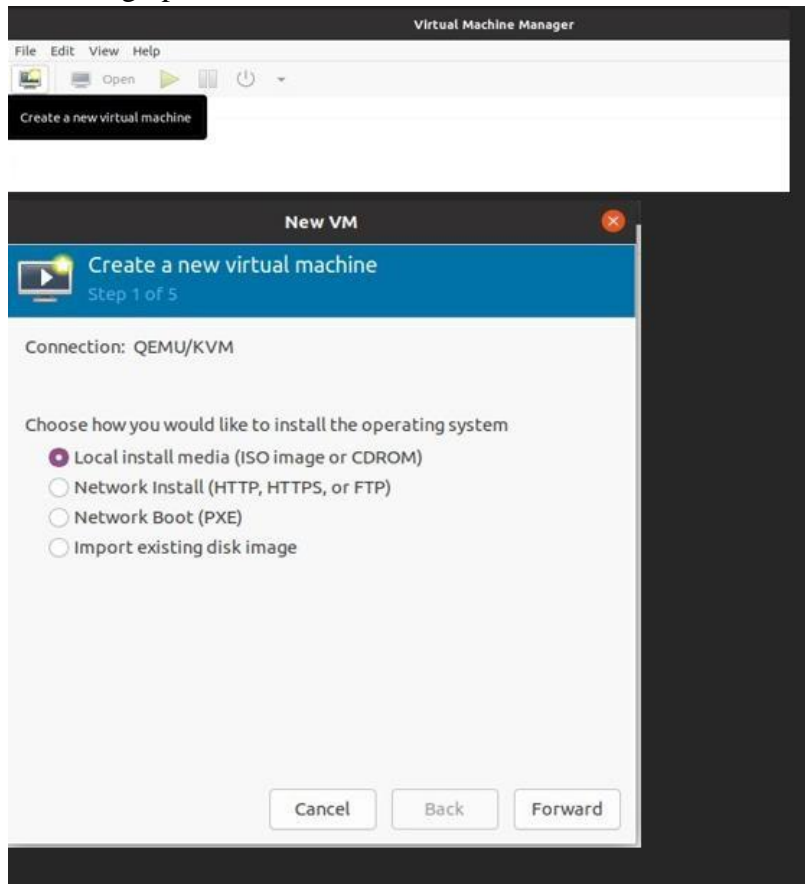 Virtual Machine Manager
File Edit View Help
Open
Create a new virtual machine
New VM
Create a new virtual machine
Step 1 of 5
Connection: QEMU/KVM
Choose how you would like to install the operating system
Local install media (ISO image or CDROM)
Network Install (HTTP, HTTPS, or FTP)
Network Boot (PXE)
Import existing disk image
Cancel Back Forward